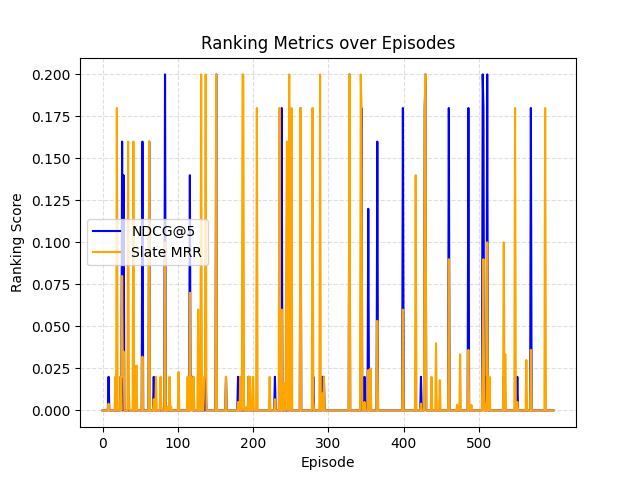 Ranking Metrics over Episodes
Ranking Score
0.200
0.175
0.150
0.125
0.100
0.075
0.050
0.025
0.000
NDCG@5
Slate MRR
0 100 200 300 400 500
Episode